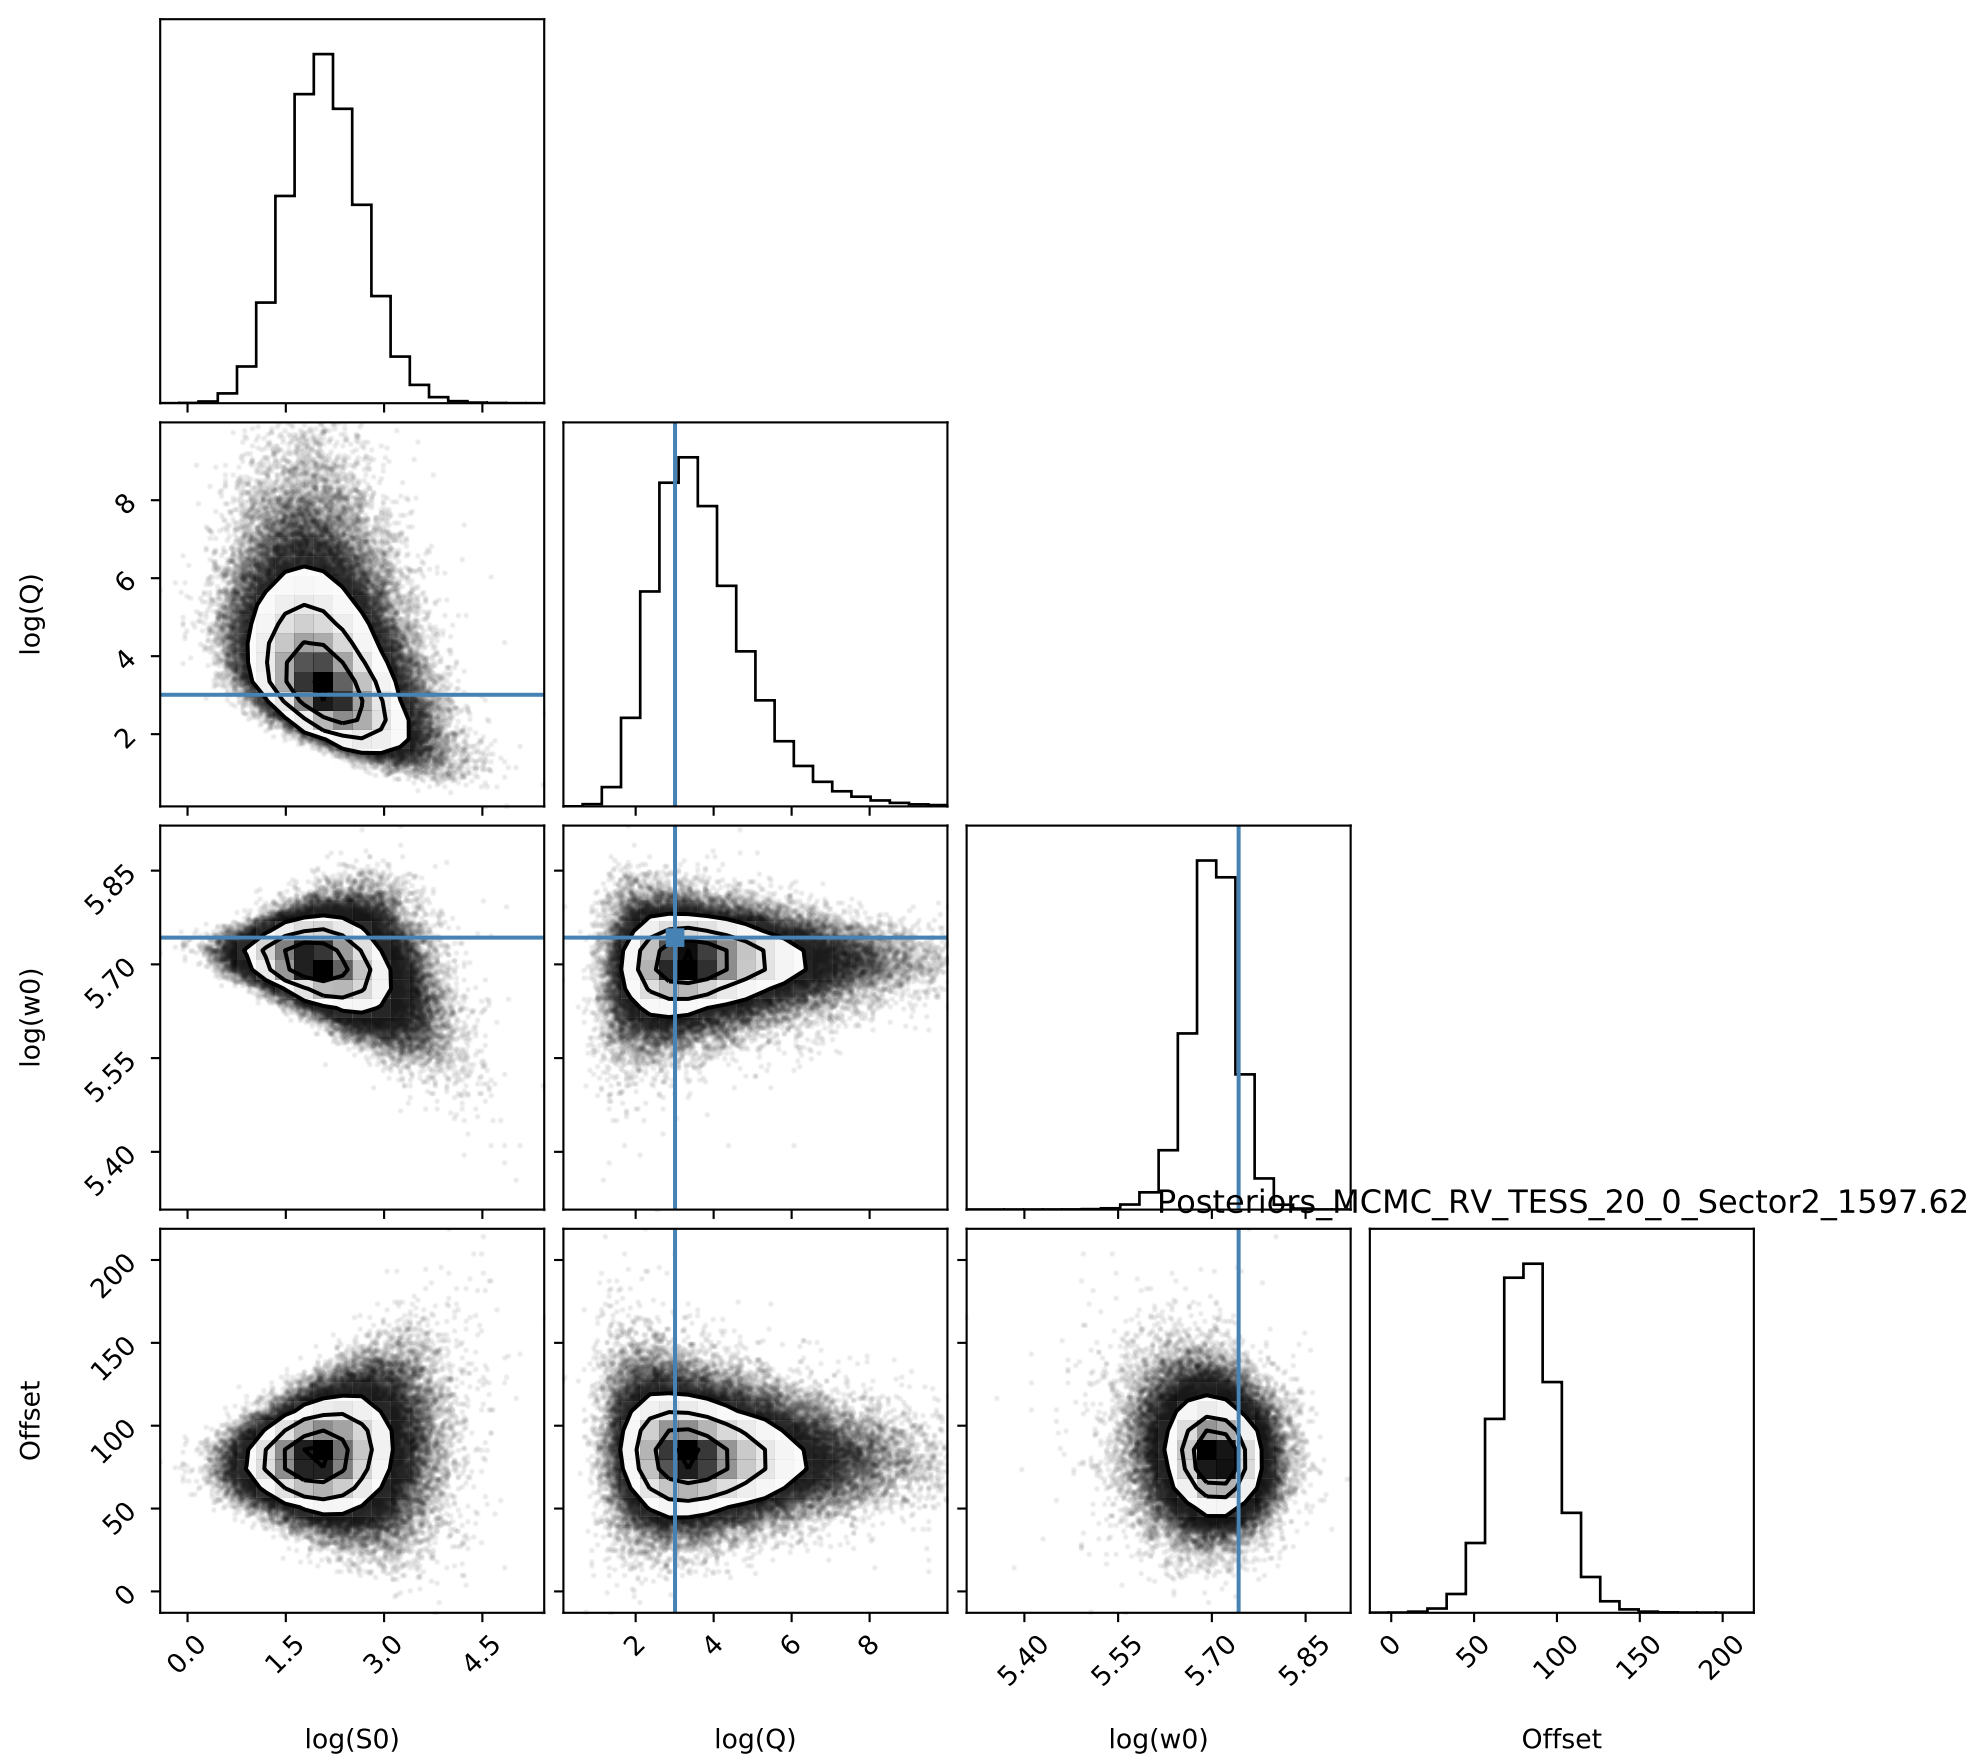 log(Q)
8
6
4
2
log(w0)
5.85
5.70
5.55
5.40
Posteriors_MCMC_RV_TESS_20_0_Sector2_1597.62
Offset
200
150
100
50
0
0.0 1.5 3.0 4.5 2 4 6 8 5.40 5.55 5.70 5.85 0 50 100 150 200
log(S0) log(Q) log(w0) Offset